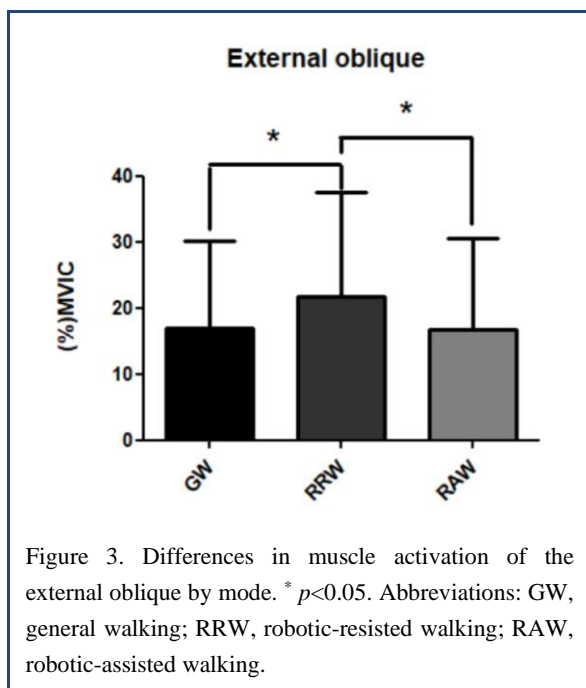 External oblique
*
*
40
30
20
10
0
(%)MVIC
GW
RRW
RAW
Figure 3. Differences in muscle activation of the
external oblique by mode. * p<0.05. Abbreviations: GW,
general walking; RRW, robotic-resisted walking; RAW,
robotic-assisted walking.